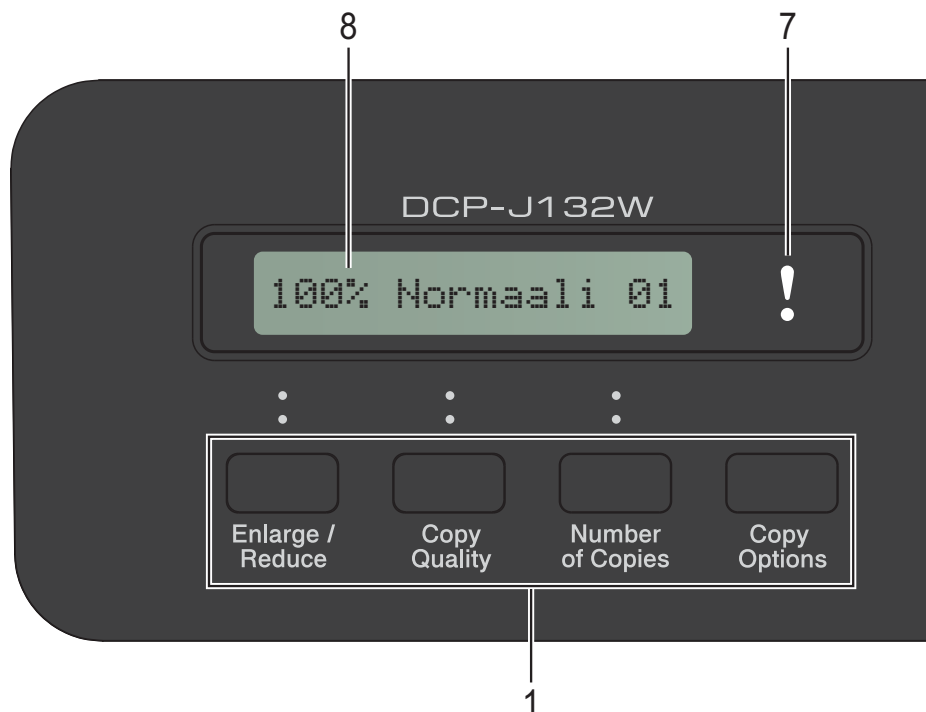 8 7
DCP-J132W
100% Normaali 01 !
Enlarge / Copy Number Copy
Reduce Quality of Copies Options
1